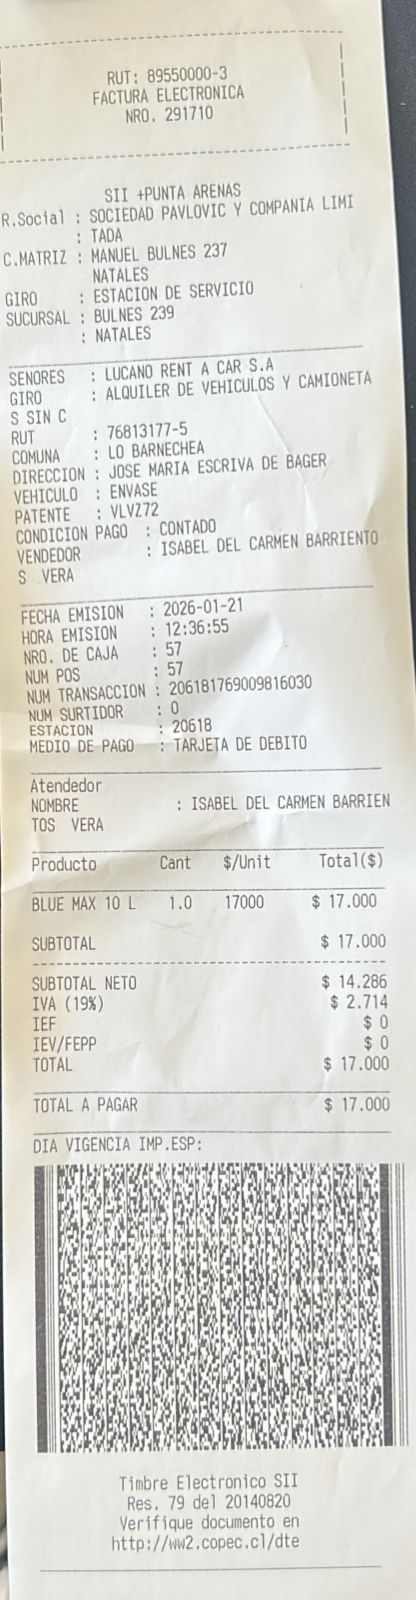 RUT: 89550000-3
FACTURA ELECTRONICA
NRO. 291710
SII +PUNTA ARENAS
R.Social : SOCIEDAD PAVLOVIC Y COMPANIA LIMI
: TADA
C.MATRIZ : MANUEL BULNES 237
NATALES
GIRO : ESTACION DE SERVICIO
SUCURSAL : BULNES 239
: NATALES
SENORES : LUCANO RENT A CAR S.A
GIRO : ALQUILER DE VEHICULOS Y CAMIONETA
S SIN C
RUT : 76813177-5
COMUNA : LO BARNECHEA
DIRECCION : JOSE MARIA ESCRIVA DE BAGER
VEHICULO : ENVASE
PATENTE : VLVZ72
CONDICION PAGO : CONTADO
VENDEDOR : ISABEL DEL CARMEN BARRIENTO
S VERA
FECHA EMISION : 2026-01-21
HORA EMISION : 12:36:55
NRO. DE CAJA : 57
NUM POS : 57
NUM TRANSACCION : 206181769009816030
NUM SURTIDOR : 0
ESTACION : 20618
MEDIO DE PAGO : TARJETA DE DEBITO
Atendedor
NOMBRE : ISABEL DEL CARMEN BARRIEN
TOS VERA
Producto Cant $/Unit Total($)
BLUE MAX 10 L 1.0 17000 $ 17.000
SUBTOTAL $ 17.000
SUBTOTAL NETO $ 14.286
IVA (19%) $ 2.714
IEF $ 0
IEV/FEPP $ 0
TOTAL $ 17.000
TOTAL A PAGAR $ 17.000
DIA VIGENCIA IMP.ESP:
Timbre Electronico SII
Res. 79 del 20140820
Verifique documento en
http://ww2.copec.cl/dte